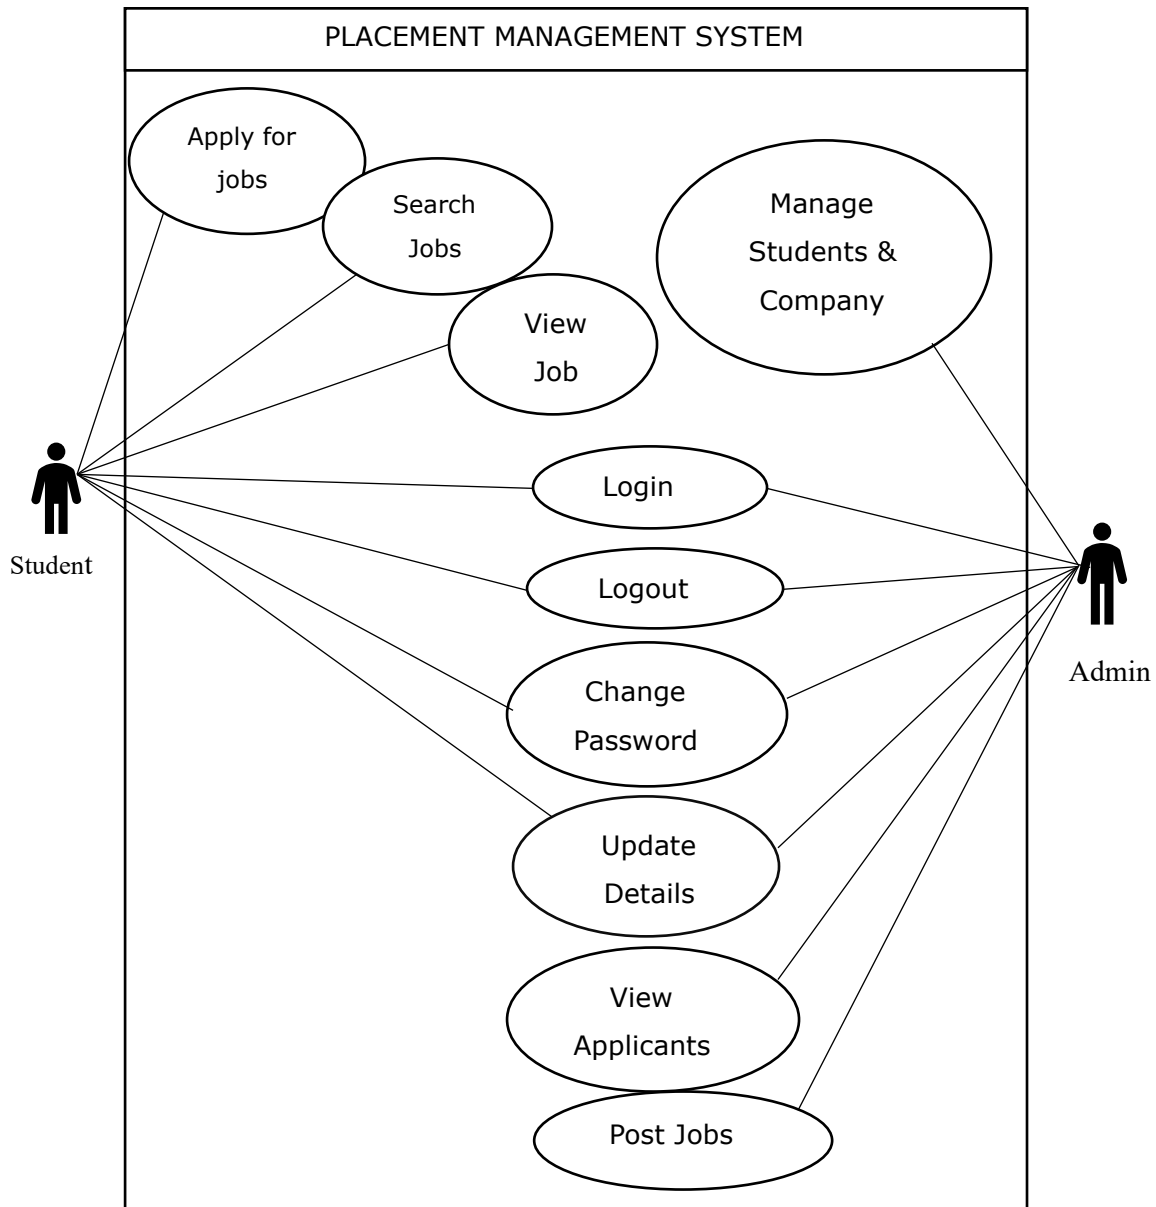 PLACEMENT MANAGEMENT SYSTEM
Apply for
jobs
Search
Jobs
Manage
Students &
Company
View
Job
Login
Student
Logout
Admin
Change
Password
Update
Details
View
Applicants
Post Jobs